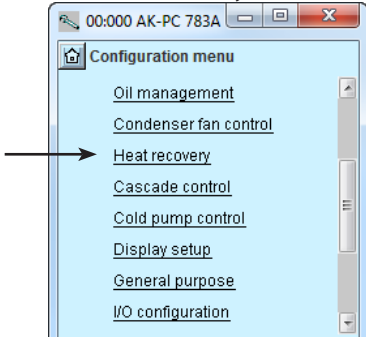 00:000 AK-PC 783A
Configuration menu
Oil management
Condenser fan control
Heat recovery
Cascade control
Cold pump control
Display setup
General purpose
I/O configuration